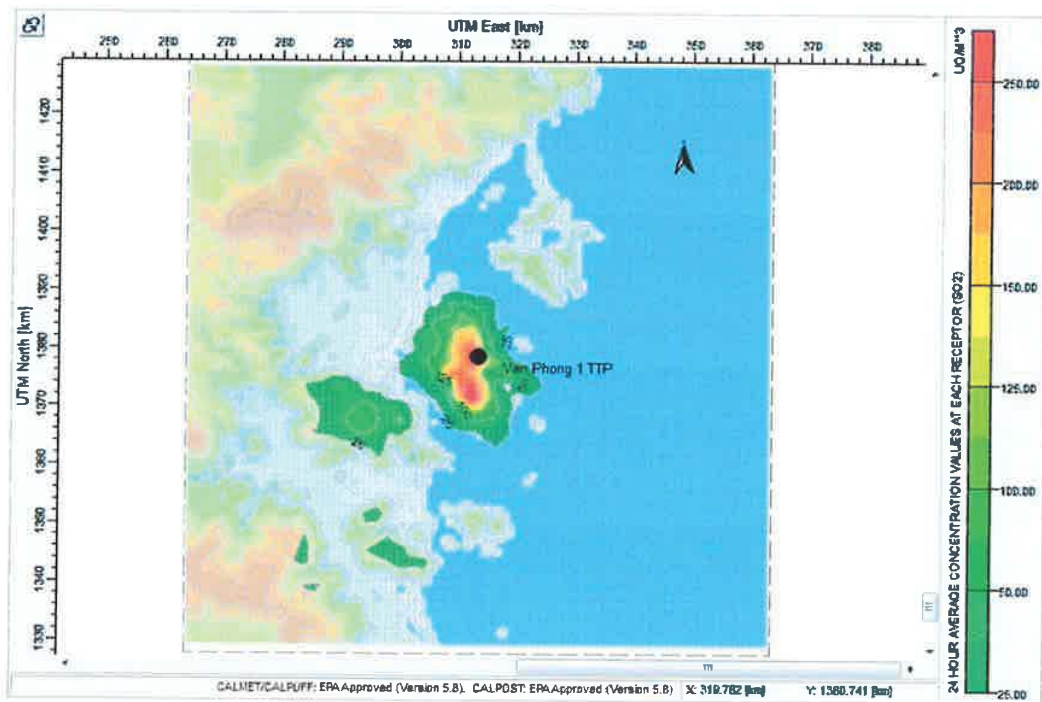 UTM East [km]
250 260 270 280 290 300 310 320 330 340 350 360 370 380
UTM North [km]
1420
1410
1400
1390
1380
1370
1360
1350
1340
1330
Van Phong 1 TTP
UG/M**3
24 HOUR AVERAGE CONCENTRATION VALUES AT EACH RECEPTOR (SO2)
250.00
200.00
150.00
125.00
100.00
50.00
25.00
CALMET/CALPUFF: EPA Approved (Version 5.8). CALPOST: EPA Approved (Version 5.8) X: 319.762 [km] Y: 1360.741 [km]